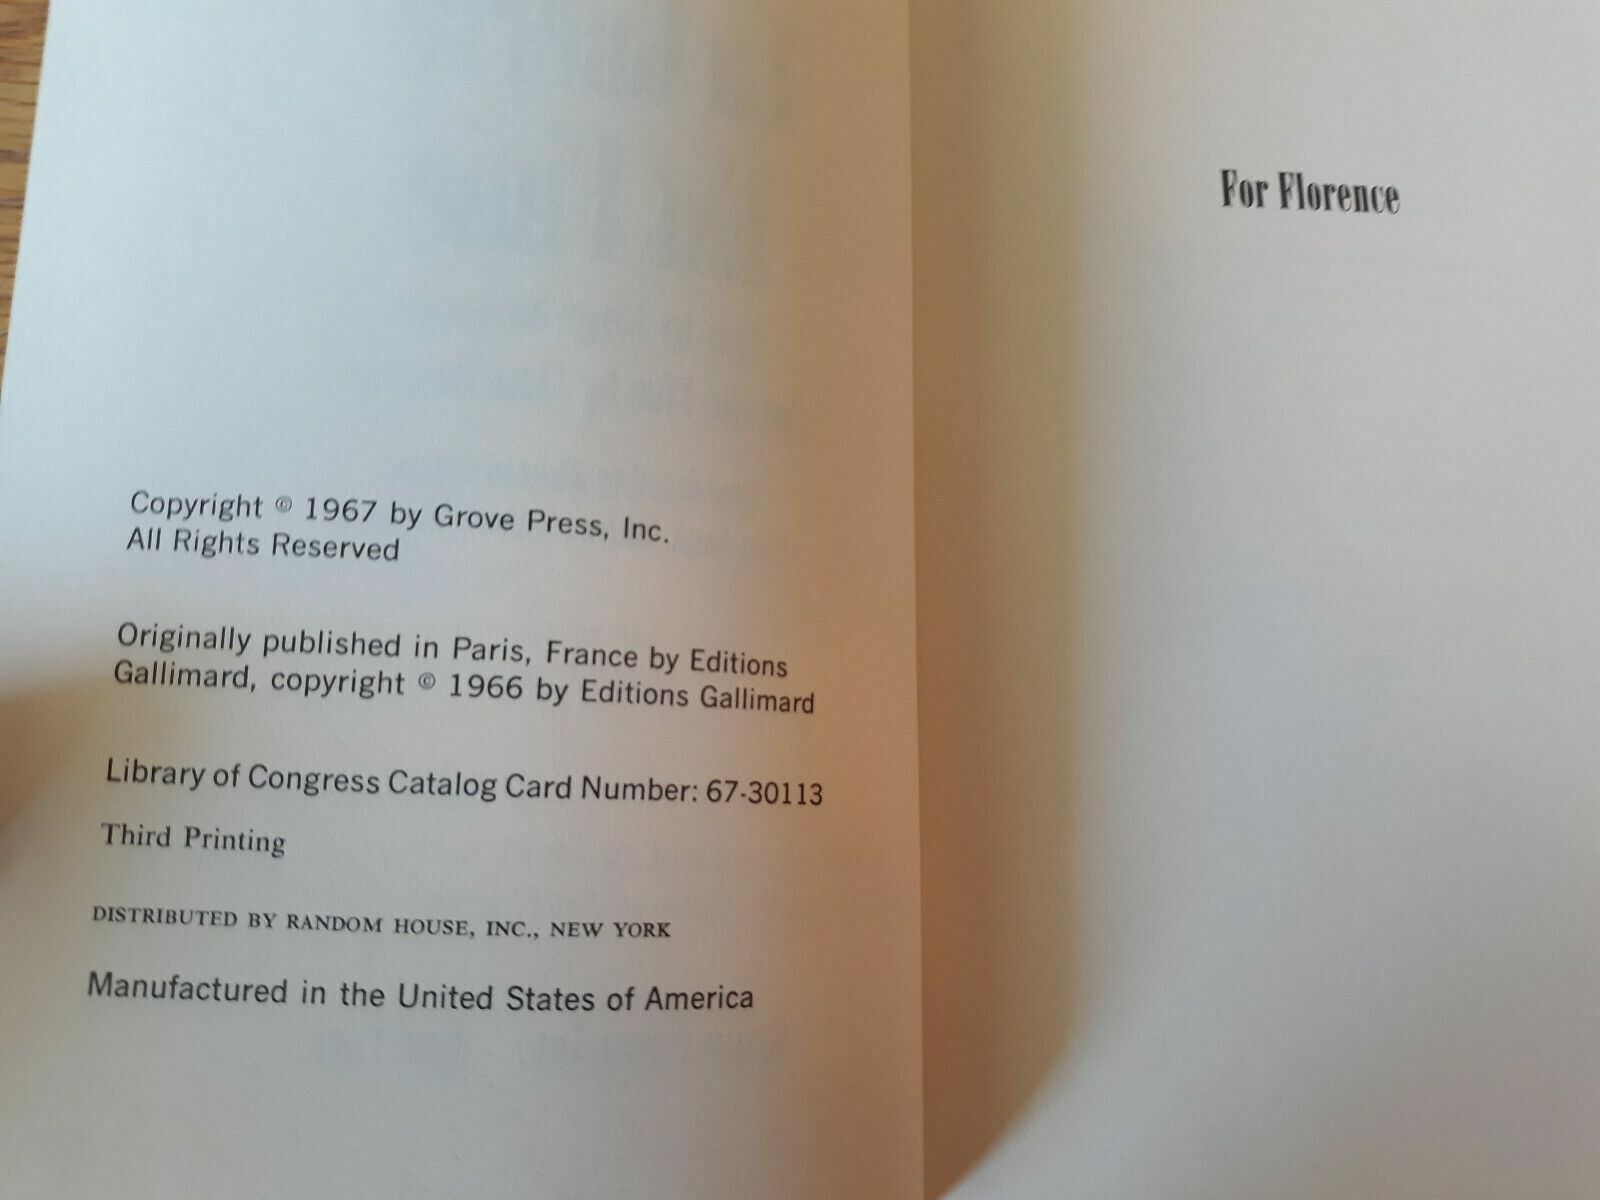 Copyright © 1967 by Grove Press, Inc.
All Rights Reserved
Originally published in Paris, France by Editions
Gallimard, copyright © 1966 by Editions Gallimard
Library of Congress Catalog Card Number: 67-30113
Third Printing
DISTRIBUTED BY RANDOM HOUSE, INC., NEW YORK
Manufactured in the United States of America
For Florence